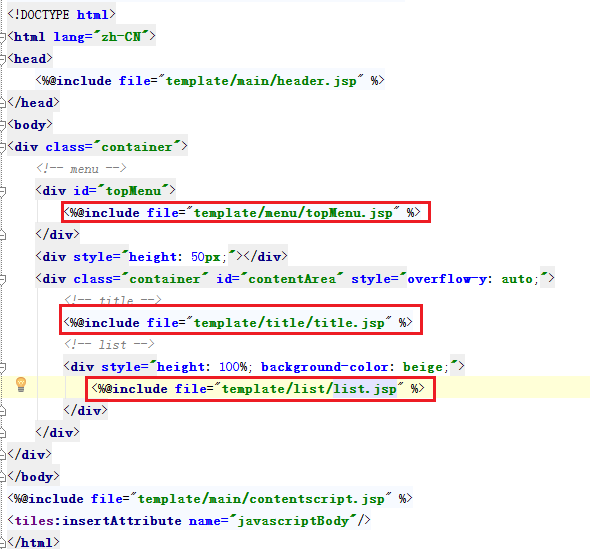 <!DOCTYPE html>
<html lang="zh-CN">
<head>
<%@include file="template/main/header.jsp" %>
</head>
<body>
<div class="container">
<!-- menu -->
<div id="topMenu">
<%@include file="template/menu/topMenu.jsp" %>
</div>
<div style="height: 50px;"></div>
<div class="container" id="contentArea" style="overflow-y: auto;">
<!-- title -->
<%@include file="template/title/title.jsp" %>
<!-- list -->
<div style="height: 100%; background-color: beige;">
<%@include file="template/list/list.jsp" %>
</div>
</div>
</div>
</body>
<%@include file="template/main/contentscript.jsp" %>
<tiles:insertAttribute name="javascriptBody"/>
</html>